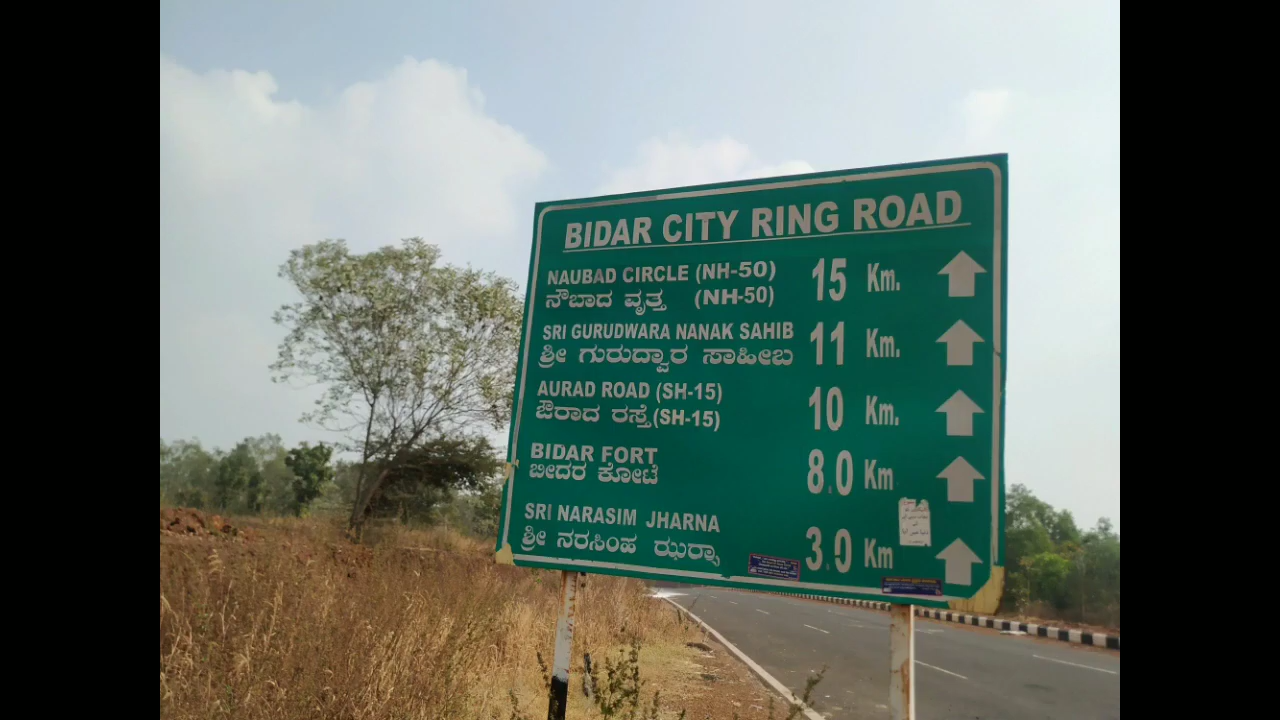 BIDAR CITY RING ROAD
NAUBAD CIRCLE (NH-50) 15 Km.
ನೌಬಾದ ವೃತ್ತ (NH-50)
SRI GURUDWARA NANAK SAHIB 11 Km.
ಶ್ರೀ ಗುರುದ್ವಾರ ಸಾಹೀಬ
AURAD ROAD (SH-15) 10 Km.
ಔರಾದ ರಸ್ತೆ (SH-15)
BIDAR FORT 8.0 Km
ಬೀದರ ಕೋಟೆ
SRI NARASIM JHARNA 3.0 Km
ಶ್ರೀ ನರಸಿಂಹ ಝರ್‍ನಾ